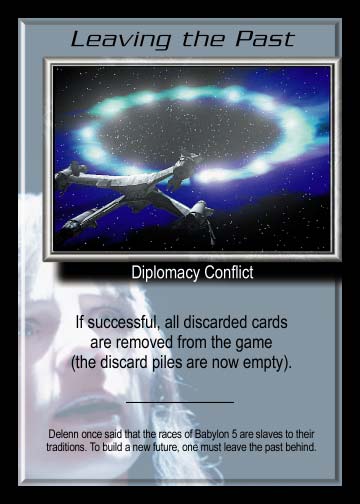 Leaving the Past
Diplomacy Conflict
If successful, all discarded cards
are removed from the game
(the discard piles are now empty).
Delenn once said that the races of Babylon 5 are slaves to their
traditions. To build a new future, one must leave the past behind.